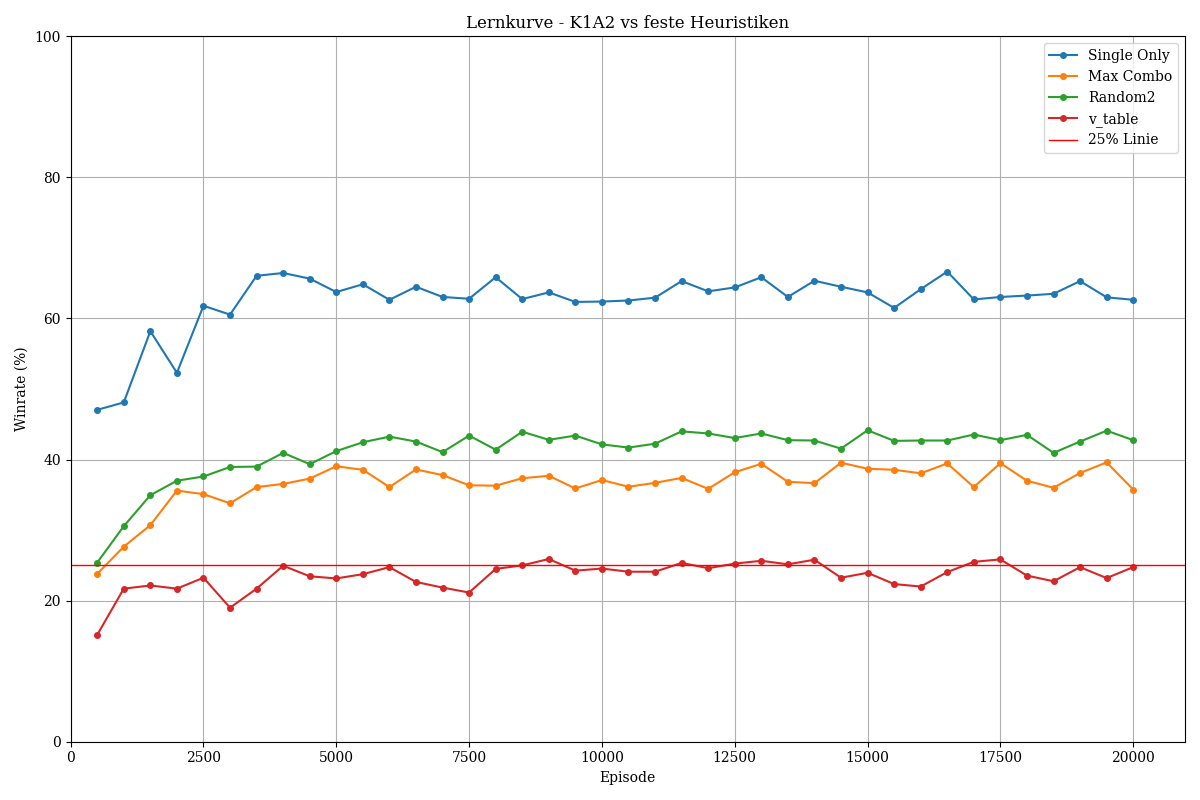 Lernkurve - K1A2 vs feste Heuristiken
100
80
60
40
20
0
Winrate (%)
Single Only
Max Combo
Random2
v_table
25% Linie
0 2500 5000 7500 10000 12500 15000 17500 20000
Episode